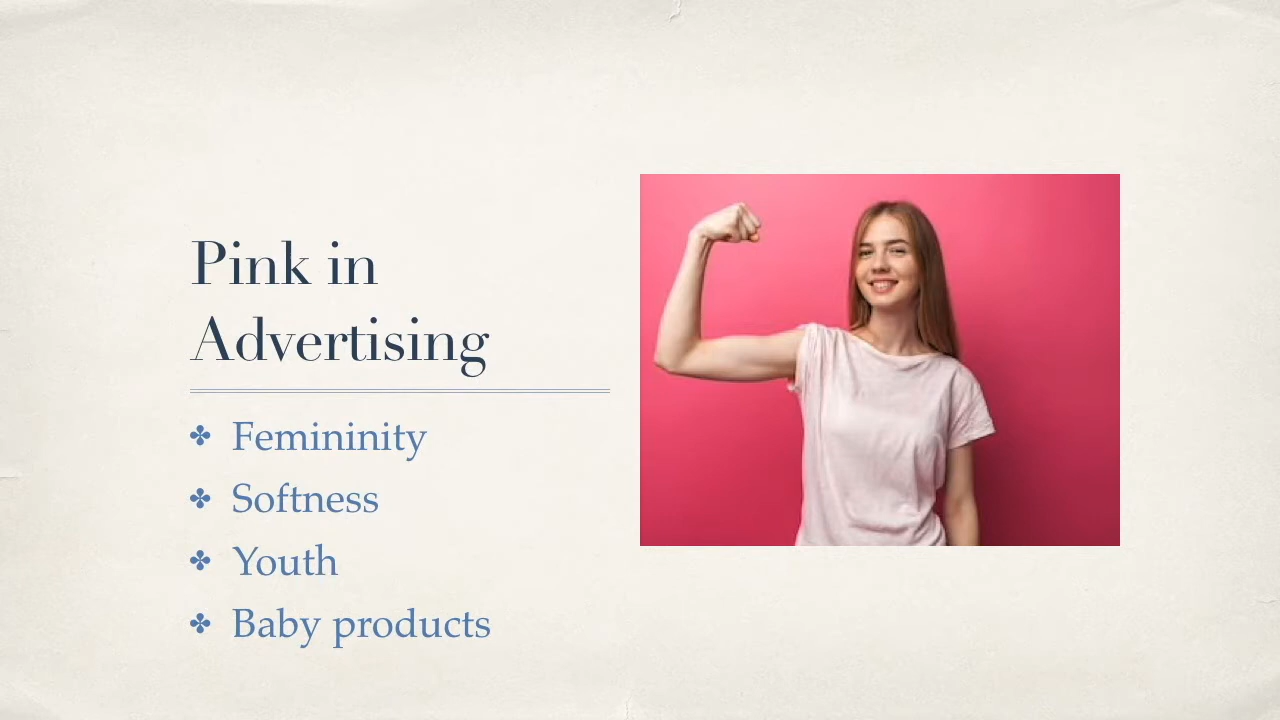 Pink in
Advertising
Femininity
Softness
Youth
Baby products